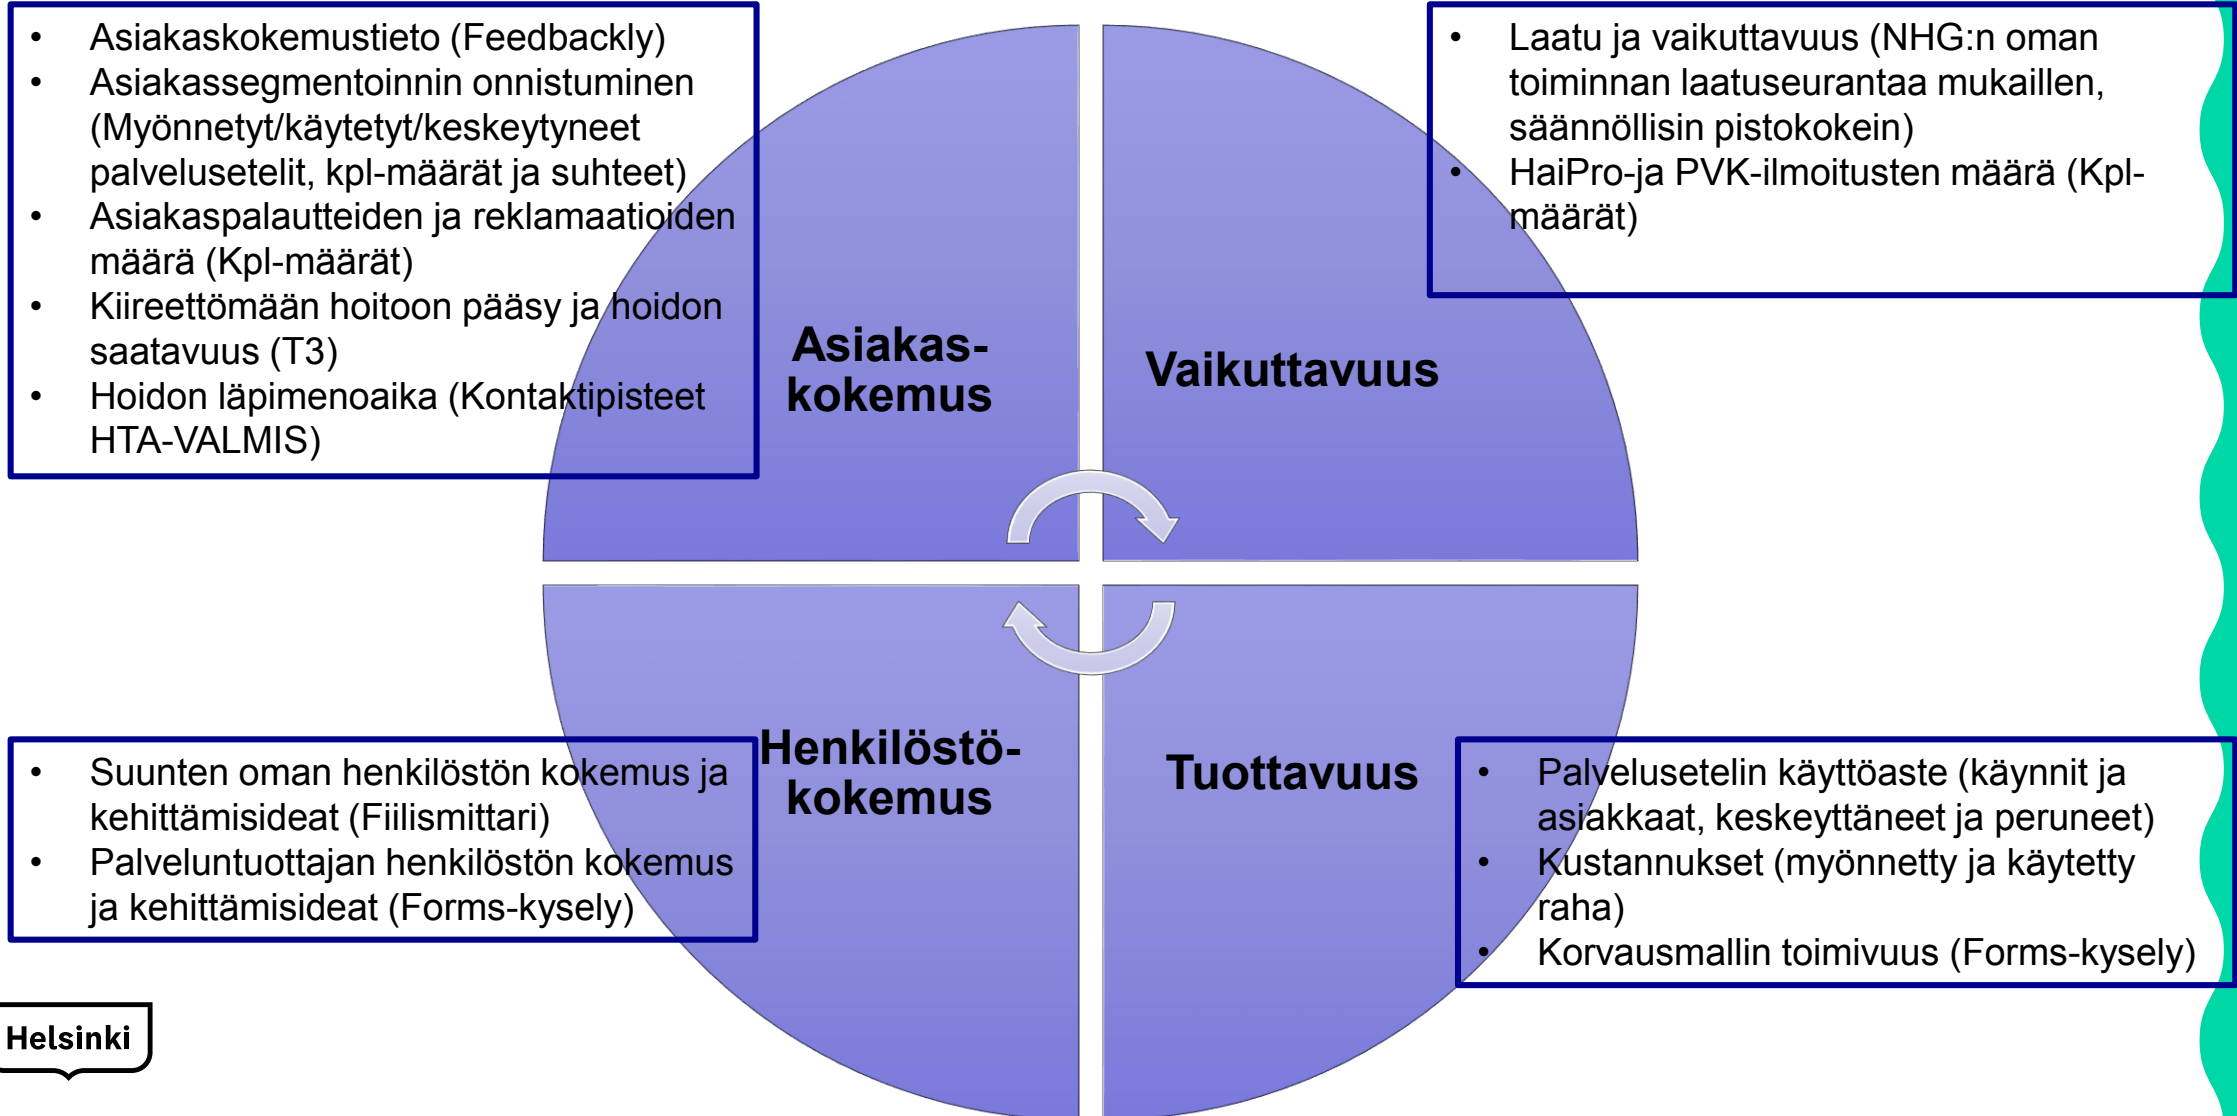 • Asiakaskokemustieto (Feedbackly)
• Asiakassegmentoinnin onnistuminen
(Myönnetyt/käytetyt/keskeytyneet
palvelusetelit, kpl-määrät ja suhteet)
• Asiakaspalautteiden ja reklamaatioiden
määrä (Kpl-määrät)
• Kiireettömään hoitoon pääsy ja hoidon
saatavuus (T3)
• Hoidon läpimenoaika (Kontaktipisteet
HTA-VALMIS)
• Laatu ja vaikuttavuus (NHG:n oman
toiminnan laatuseurantaa mukaillen,
säännöllisin pistokokein)
• HaiPro-ja PVK-ilmoitusten määrä (Kpl-
määrät)
Asiakas-
kokemus
Vaikuttavuus
Henkilöstö-
kokemus
Tuottavuus
• Suunten oman henkilöstön kokemus ja
kehittämisideat (Fiilismittari)
• Palveluntuottajan henkilöstön kokemus
ja kehittämisideat (Forms-kysely)
• Palvelusetelin käyttöaste (käynnit ja
asiakkaat, keskeyttäneet ja peruneet)
• Kustannukset (myönnetty ja käytetty
raha)
• Korvausmallin toimivuus (Forms-kysely)
Helsinki